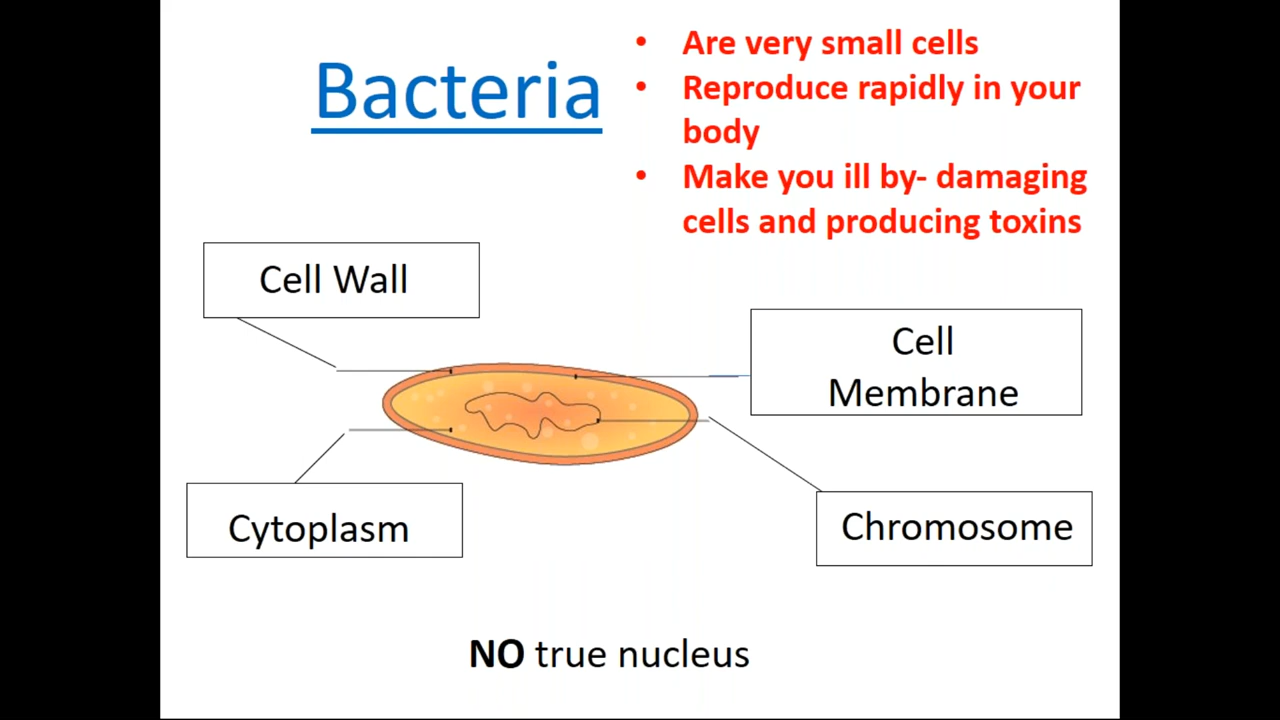 Bacteria
• Are very small cells
• Reproduce rapidly in your
body
• Make you ill by- damaging
cells and producing toxins
Cell Wall
Cell
Membrane
Cytoplasm
Chromosome
NO true nucleus